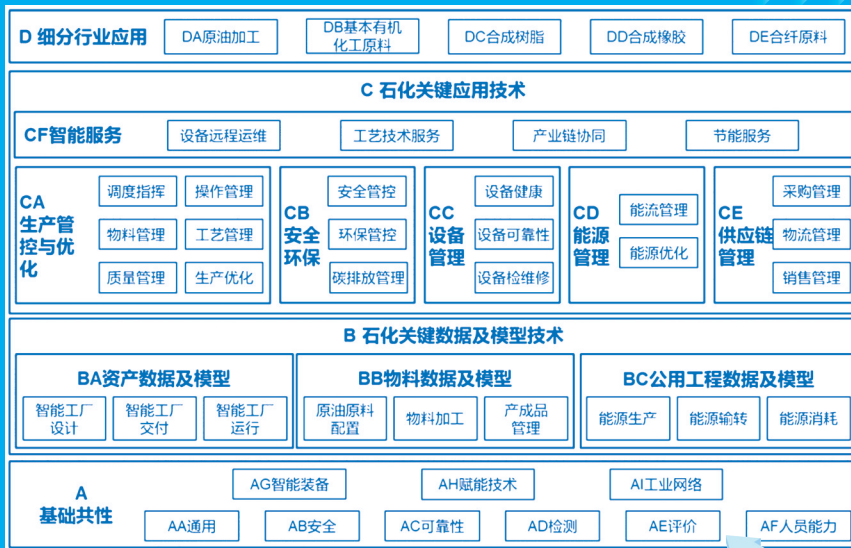 D 细分行业应用
DA原油加工
DB基本有机
化工原料
DC合成树脂
DD合成橡胶
DE合纤原料
C 石化关键应用技术
CF智能服务
设备远程运维
工艺技术服务
产业链协同
节能服务
CA
生产管
控与优
化
调度指挥
操作管理
物料管理
工艺管理
质量管理
生产优化
CB
安全
环保
安全管控
环保管控
碳排放管理
CC
设备
管理
设备健康
设备可靠性
设备检维修
CD
能源
管理
能流管理
能源优化
CE
供应链
管理
采购管理
物流管理
销售管理
B 石化关键数据及模型技术
BA资产数据及模型
智能工厂
设计
智能工厂
交付
智能工厂
运行
BB物料数据及模型
原油原料
配置
物料加工
产成品
管理
BC公用工程数据及模型
能源生产
能源输转
能源消耗
A
基础共性
AG智能装备
AH赋能技术
AI工业网络
AA通用
AB安全
AC可靠性
AD检测
AE评价
AF人员能力